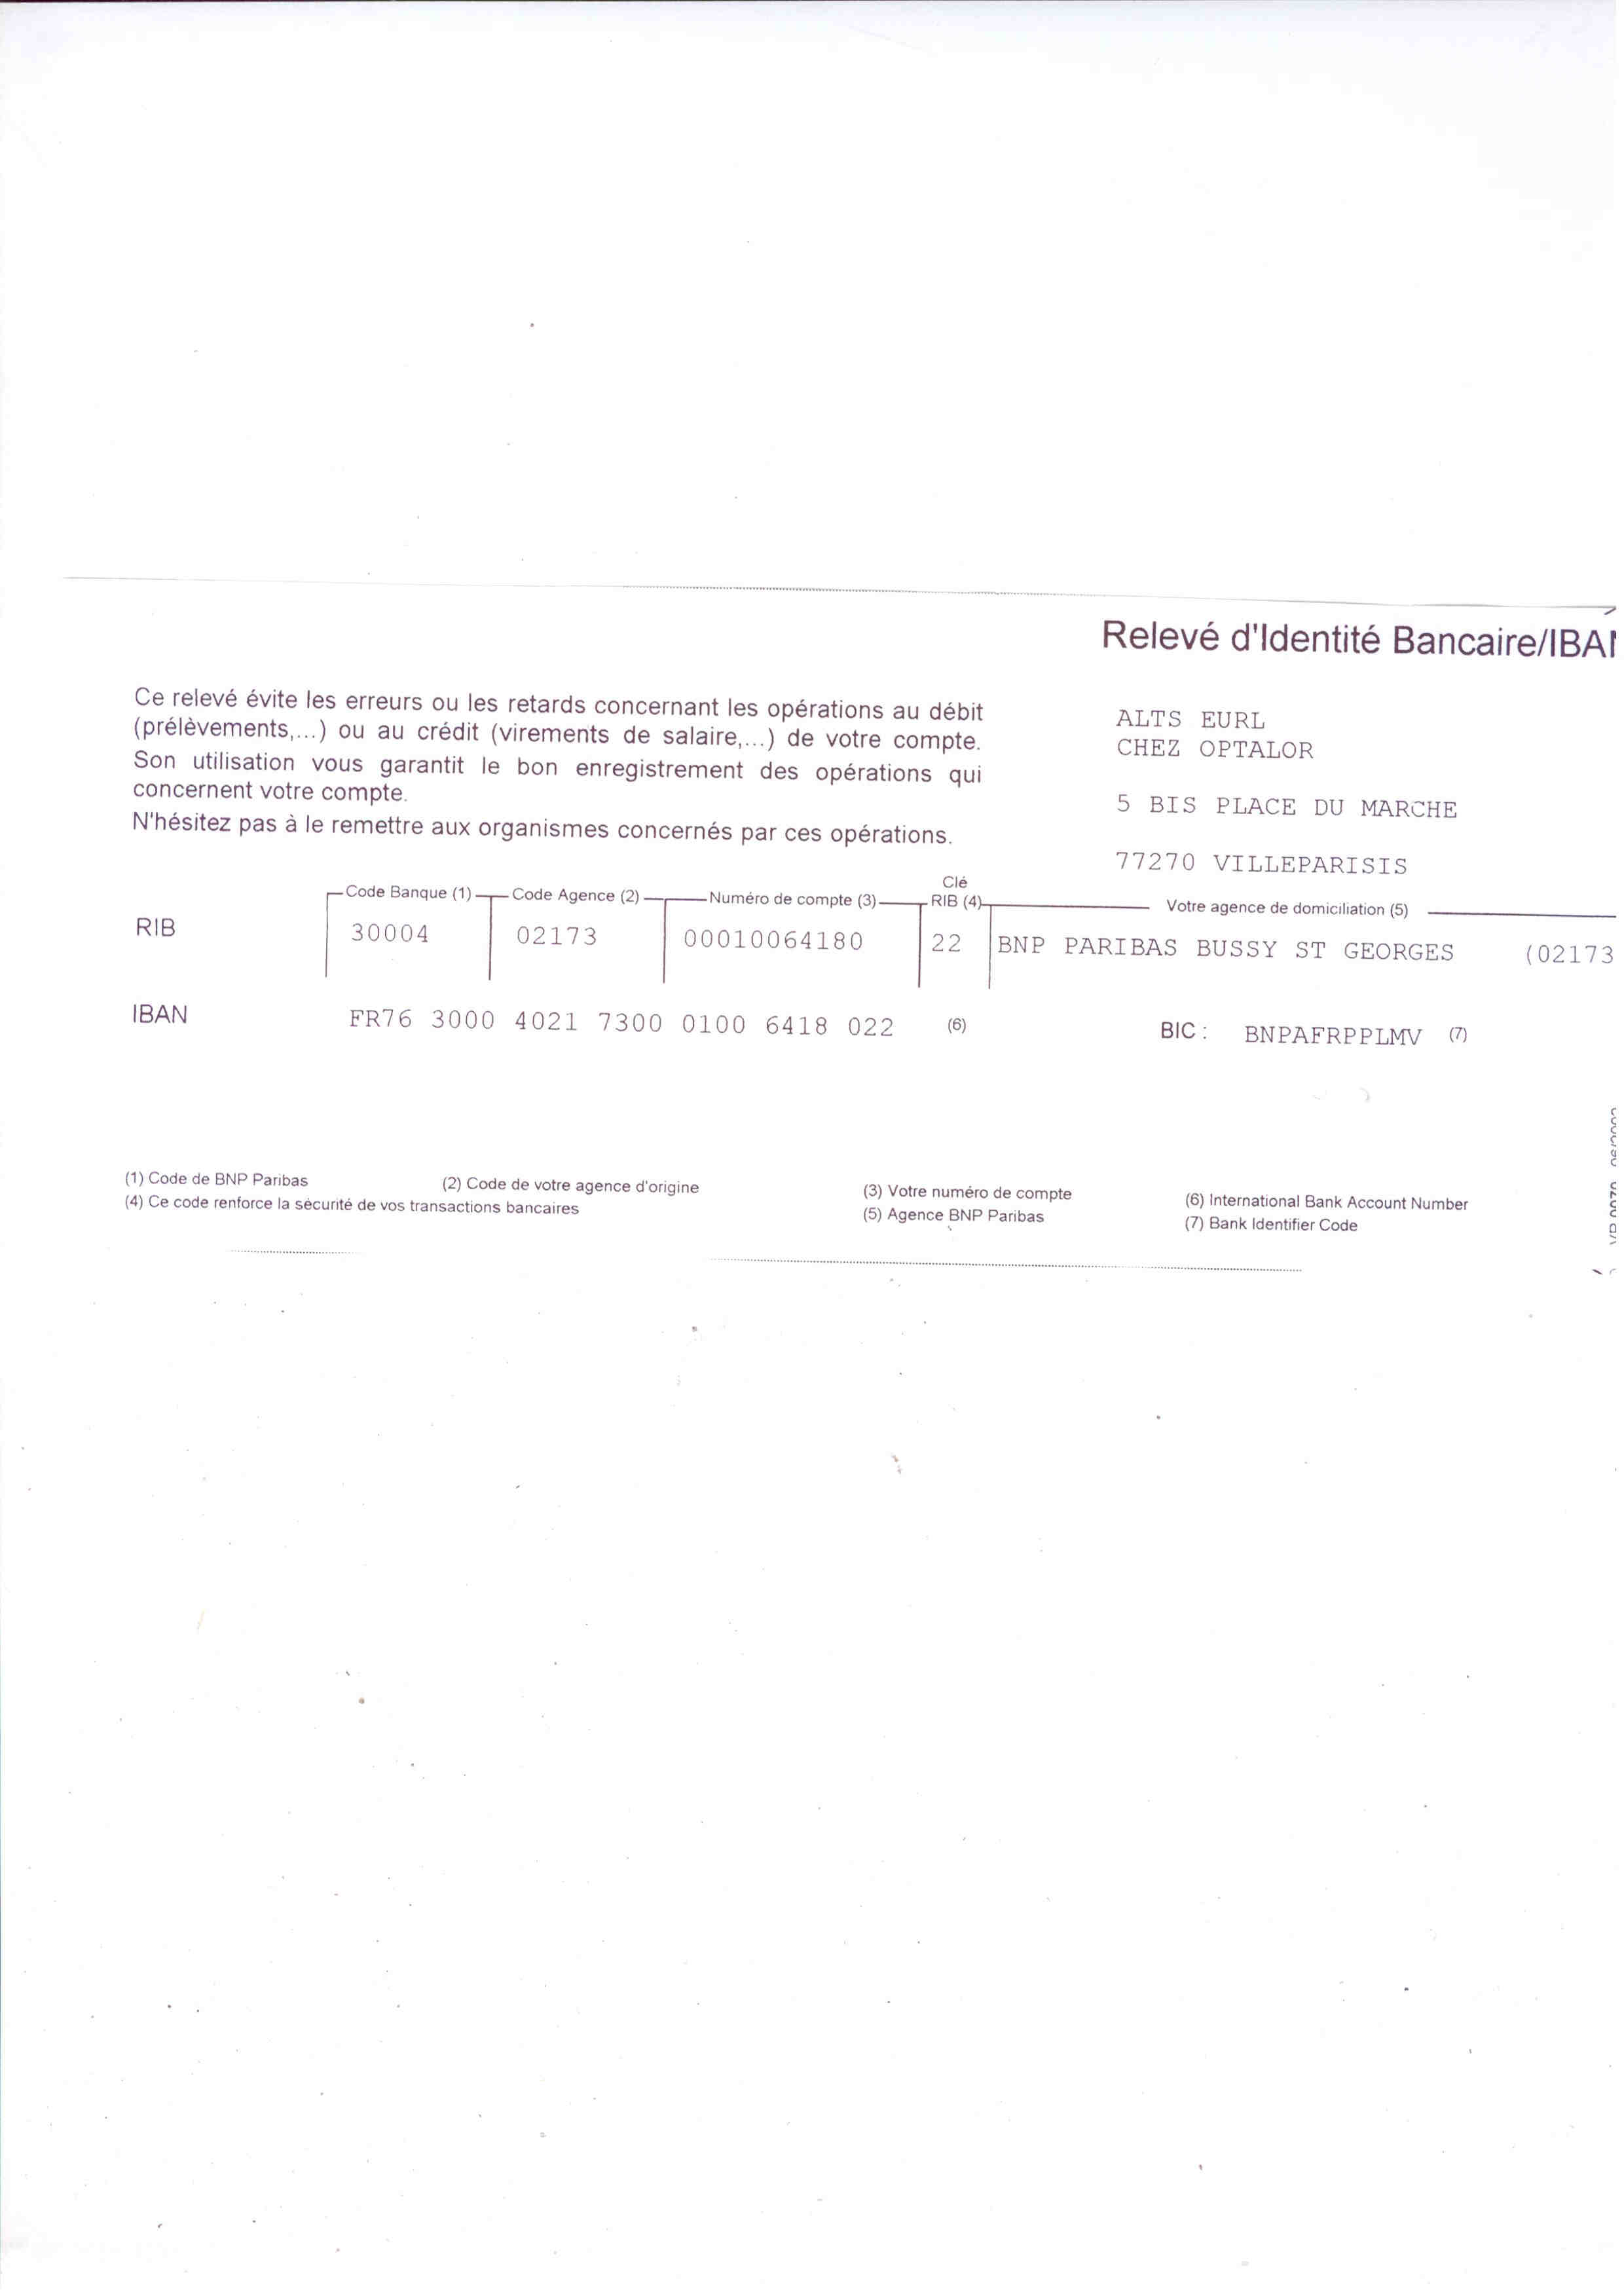 Relevé d'Identité Bancaire/IBAN
Ce relevé évite les erreurs ou les retards concernant les opérations au débit
(prélèvements,...) ou au crédit (virements de salaire,...) de votre compte.
Son utilisation vous garantit le bon enregistrement des opérations qui
concernent votre compte.
N'hésitez pas à le remettre aux organismes concernés par ces opérations.
ALTS EURL
CHEZ OPTALOR
5 BIS PLACE DU MARCHE
77270 VILLEPARISIS
Code Banque (1) Code Agence (2) Numéro de compte (3) Clé RIB (4) Votre agence de domiciliation (5)
RIB 30004 02173 00010064180 22 BNP PARIBAS BUSSY ST GEORGES (02173
IBAN FR76 3000 4021 7300 0100 6418 022 (6) BIC : BNPAFRPPLMV (7)
(1) Code de BNP Paribas (2) Code de votre agence d'origine (3) Votre numéro de compte (6) International Bank Account Number
(4) Ce code renforce la sécurité de vos transactions bancaires (5) Agence BNP Paribas (7) Bank Identifier Code